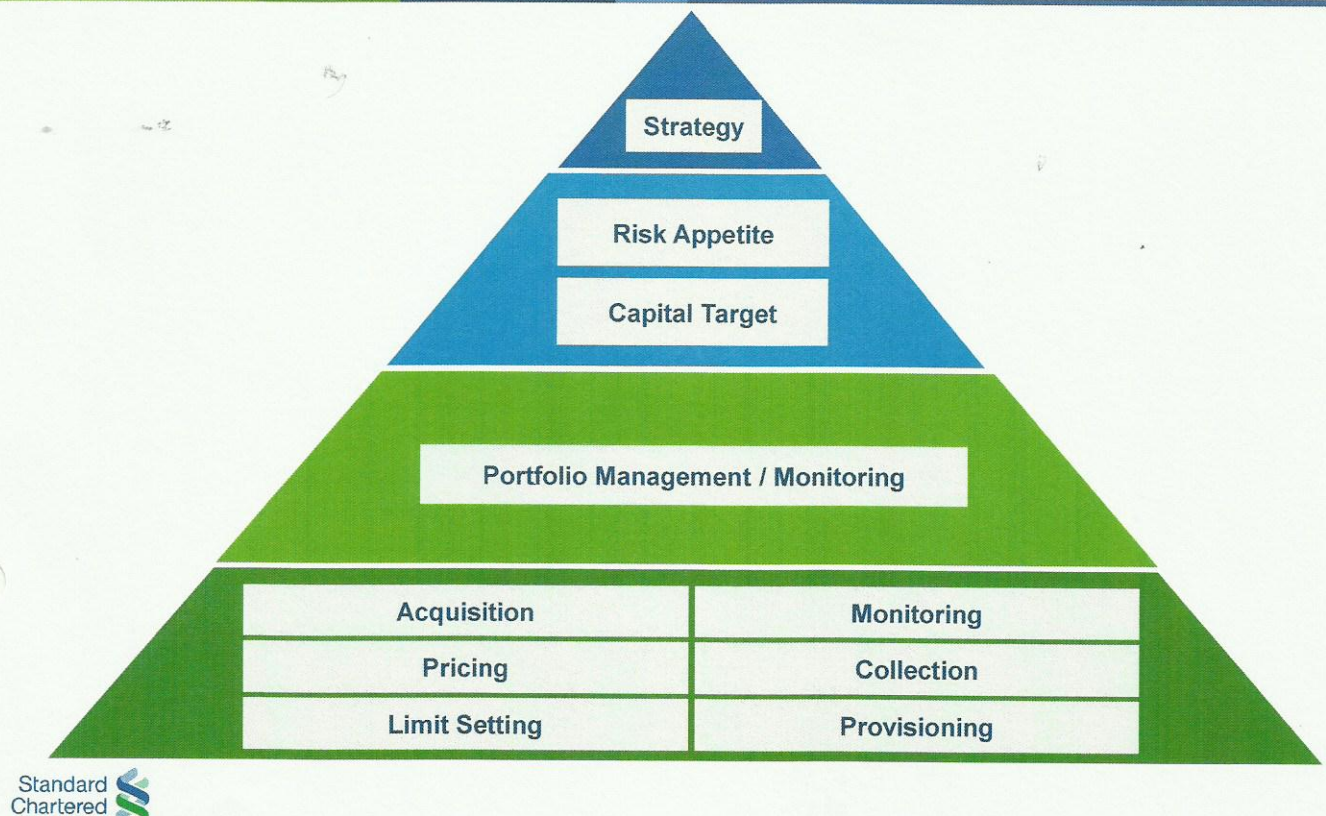 Strategy
Risk Appetite
Capital Target
Portfolio Management / Monitoring
Acquisition Monitoring
Pricing Collection
Limit Setting Provisioning
Standard
Chartered